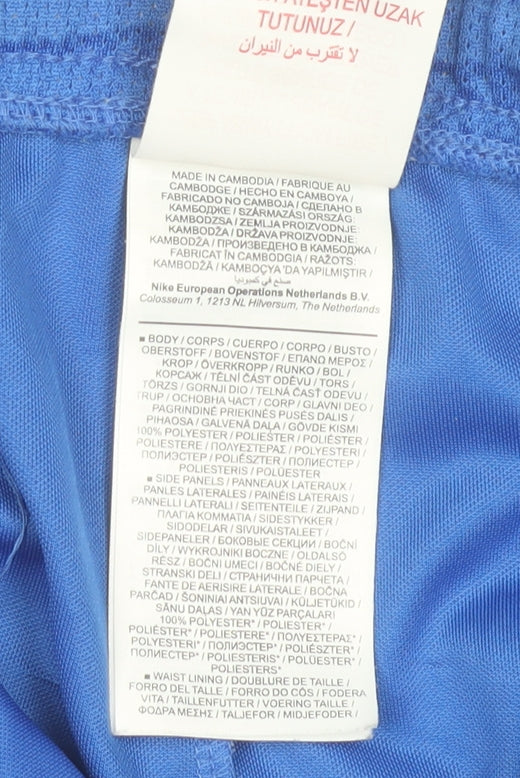 ATEŞTEN UZAK
TUTUNUZ /
لا تقترب من النيران
MADE IN CAMBODIA / FABRIQUE AU
CAMBODGE / HECHO EN CAMBOYA /
FABRICADO NO CAMBOJA / СДЕЛАНО В
КАМБОДЖЕ / SZÁRMAZÁSI ORSZÁG:
KAMBODZSA / ZEMLJA PROIZVODNJE:
KAMBODŽA / DRŽAVA PROIZVODNJE:
KAMBODŽA / ПРОИЗВЕДЕНО В КАМБОДЖА /
FABRICAT ÎN CAMBODGIA / RAŽOTS:
KAMBODŽĀ / KAMBOÇYA 'DA YAPILMIŞTIR /
صنع في كمبوديا
Nike European Operations Netherlands B.V.
Colosseum 1, 1213 NL Hilversum, The Netherlands
■ BODY / CORPS / CUERPO / CORPO / BUSTO /
OBERSTOFF / BOVENSTOF / ΕΠΑΝΩ ΜΕΡΟΣ /
KROP / ÖVERKROPP / RUNKO / BOL /
КОРСАЖ / TĚLNÍ ČÁST ODĚVU / TORS /
TÖRZS / GORNJI DIO / TELNÁ ČASŤ ODEVU /
TRUP / ОСНОВНА ЧАСТ / CORP / GLAVNI DEO /
PAGRINDINĖ PRIEKINĖS PUSĖS DALIS /
PIHAOSA / GALVENĀ DAĻA / GÖVDE KISMI
100% POLYESTER / POLIÉSTER / POLIÉSTER /
POLIESTERE / ΠΟΛΥΕΣΤΕΡΑΣ / POLYESTERI /
ПОЛИЭСТЕР / POLIÉSZTER / ПОЛИЕСТЕР /
POLIESTERIS / POLÜESTER
■ SIDE PANELS / PANNEAUX LATERAUX /
PANLES LATERALES / PAINÉIS LATERAIS /
PANNELLI LATERALI / SEITENTEILE / ZIJPAND /
ΠΛΑΓΙΑ ΚΟΜΜΑΤΙΑ / SIDESTYKKER /
SIDODELAR / SIVUKAISTALEET /
SIDEPANELER / БОКОВЫЕ СЕКЦИИ / BOČNÍ
DÍLY / WYKROJNIKI BOCZNE / OLDALSÓ
RÉSZ / BOČNI UMECI / BOČNÉ DIELY /
STRANSKI DELI / СТРАНИЧНИ ПАРЧЕТА /
FANTE DE AERISIRE LATERALE / BOČNA
PARČAD / ŠONINIAI ANTSIUVAI / KÜLJETÜKID /
SĀNU DAĻAS / YAN YÜZ PARÇALARI
100% POLYESTER* / POLIESTER* /
POLIÉSTER* / POLIESTERE* / ΠΟΛΥΕΣΤΕΡΑΣ* /
POLYESTERI* / ПОЛИЭСТЕР* / POLIÉSZTER* /
ПОЛИЕСТЕР* / POLIESTERIS* / POLÜESTER* /
POLIESTERS*
■ WAIST LINING / DOUBLURE DE TAILLE /
FORRO DEL TALLE / FORRO DO CÓS / FODERA
VITA / TAILLENFUTTER / VOERING TAILLE /
ΦΟΔΡΑ ΜΕΣΗΣ / TALJEFOR / MIDJEFODER /